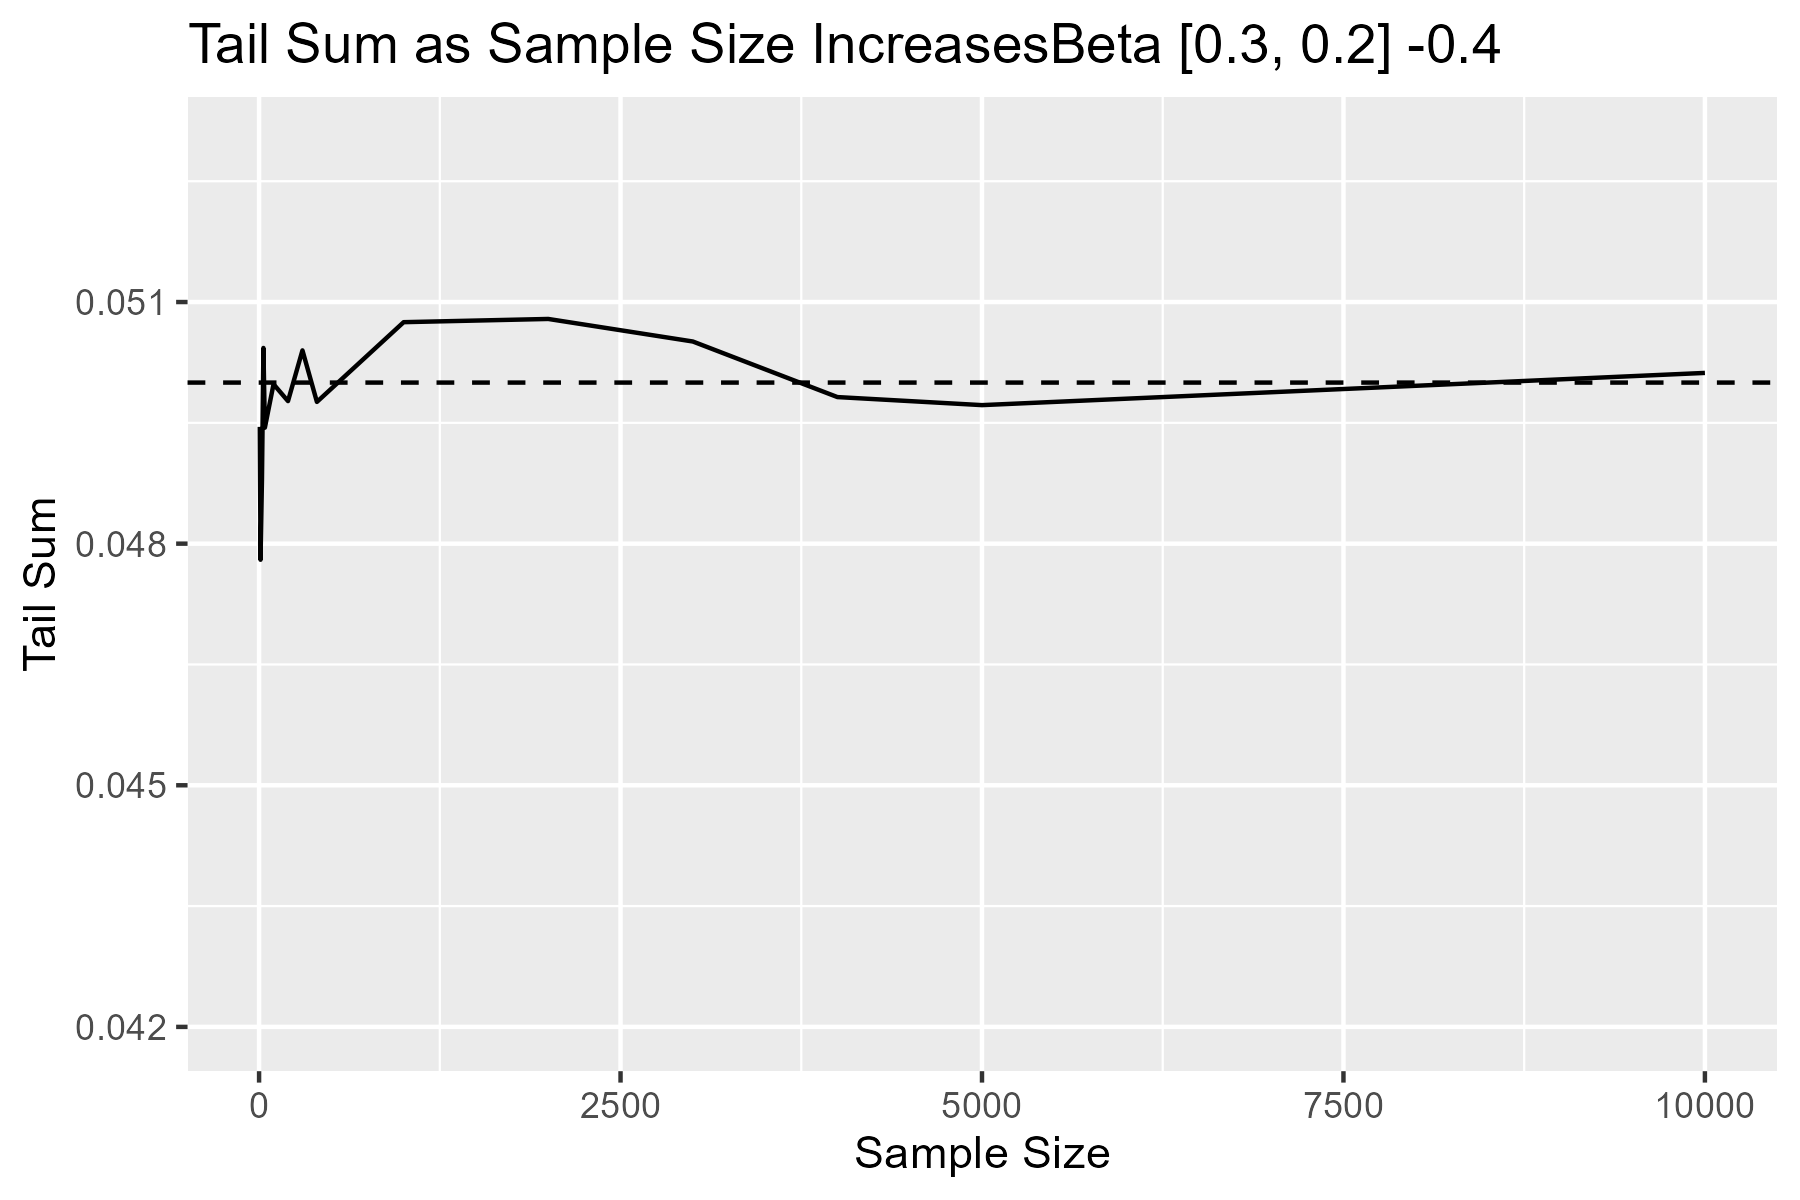 Tail Sum as Sample Size IncreasesBeta [0.3, 0.2] -0.4
Tail Sum
0.051
0.048
0.045
0.042
0 2500 5000 7500 10000
Sample Size